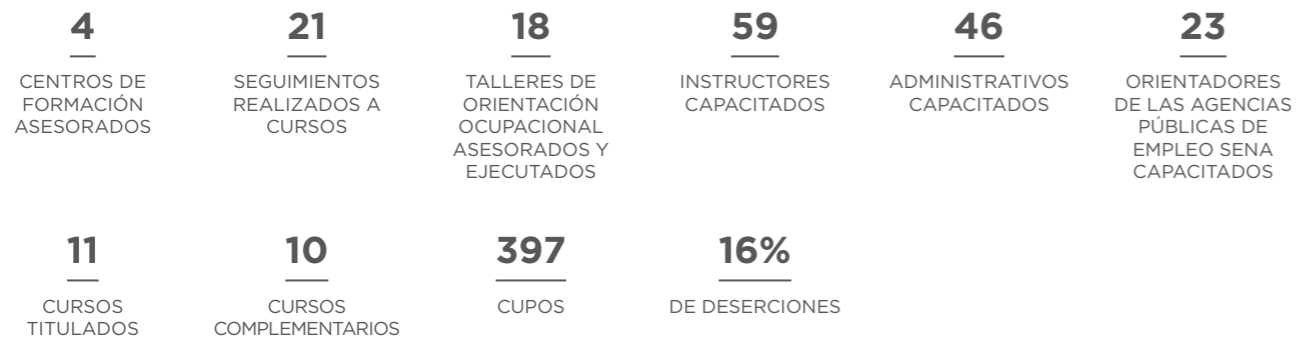 4
CENTROS DE
FORMACIÓN
ASESORADOS
21
SEGUIMIENTOS
REALIZADOS A
CURSOS
18
TALLERES DE
ORIENTACIÓN
OCUPACIONAL
ASESORADOS Y
EJECUTADOS
59
INSTRUCTORES
CAPACITADOS
46
ADMINISTRATIVOS
CAPACITADOS
23
ORIENTADORES
DE LAS AGENCIAS
PÚBLICAS DE
EMPLEO SENA
CAPACITADOS
11
CURSOS
TITULADOS
10
CURSOS
COMPLEMENTARIOS
397
CUPOS
16%
DE DESERCIONES